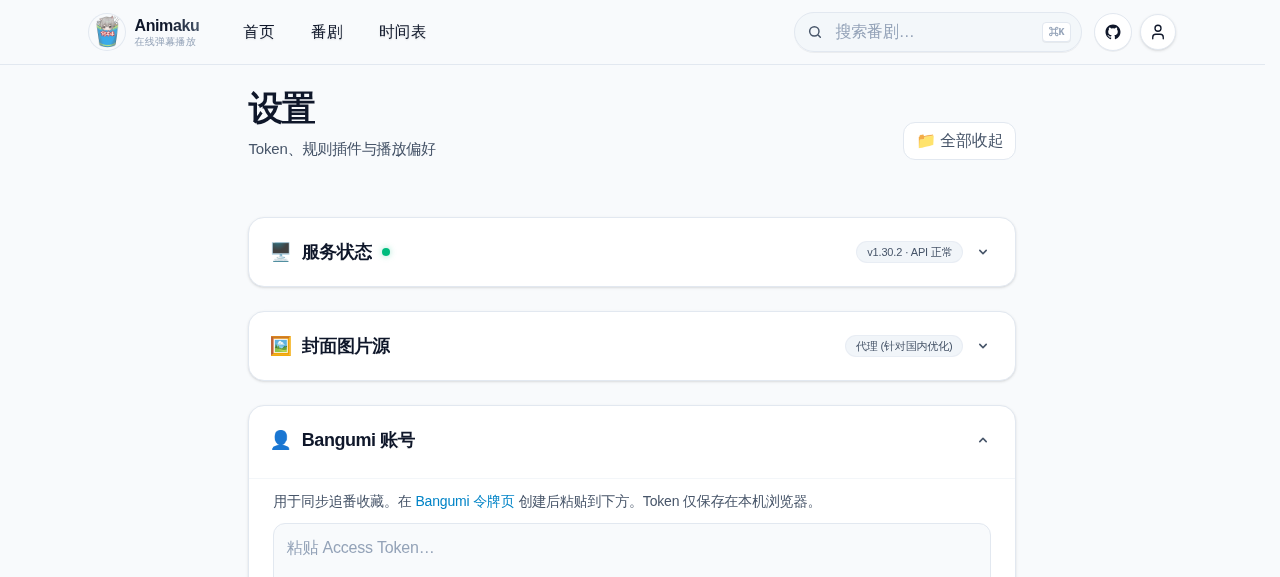 Animaku
在线弹幕播放
首页
番剧
时间表
搜索番剧…
⌘K
设置
Token、规则插件与播放偏好
📁 全部收起
🖥️ 服务状态
v1.30.2 · API 正常
🖼️ 封面图片源
代理 (针对国内优化)
👤 Bangumi 账号
用于同步追番收藏。在 Bangumi 令牌页 创建后粘贴到下方。Token 仅保存在本机浏览器。
粘贴 Access Token…